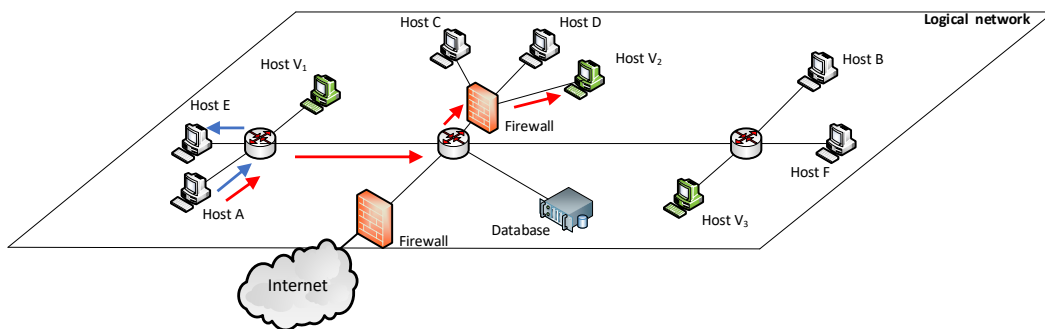 Host C
Host D
Logical network
Host V₁
Host V₂
Host B
Host E
Firewall
Host F
Host A
Host V₃
Database
Firewall
Internet